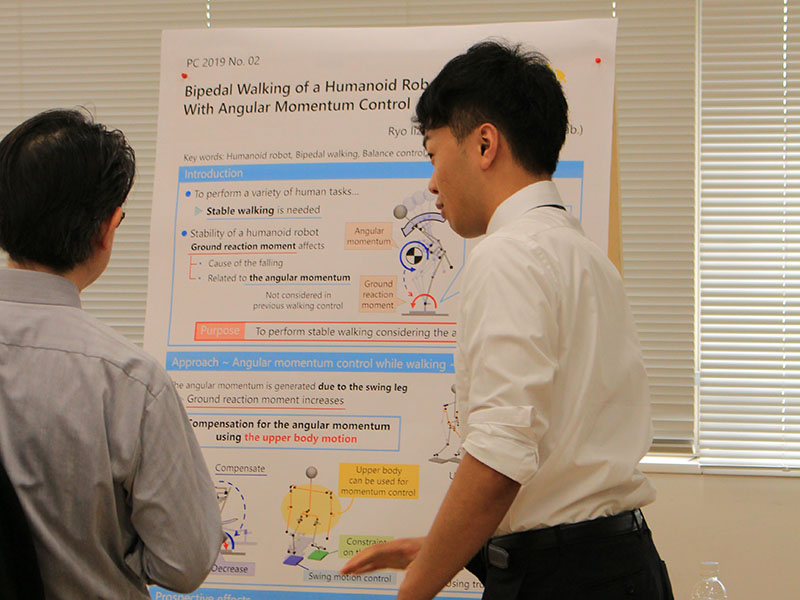 PC 2019 No. 02
Bipedal Walking of a Humanoid Rob
With Angular Momentum Control
Ryo Iiz
ab.)
Key words: Humanoid robot, Bipedal walking, Balance control,
Introduction
To perform a variety of human tasks...
Stable walking is needed
Stability of a humanoid robot
Ground reaction moment affects
Cause of the falling
Related to the angular momentum
Not considered in
previous walking control
Angular
momentum
Ground
reaction
moment
Purpose
To perform stable walking considering the a
Approach ~ Angular momentum control while walking ~
he angular momentum is generated due to the swing leg
Ground reaction moment increases
ompensation for the angular momentum
using the upper body motion
Compensate
Decrease
Upper body
can be used for
momentum control
Constraint
on th
Swing motion control
Using tro
Prospective effects